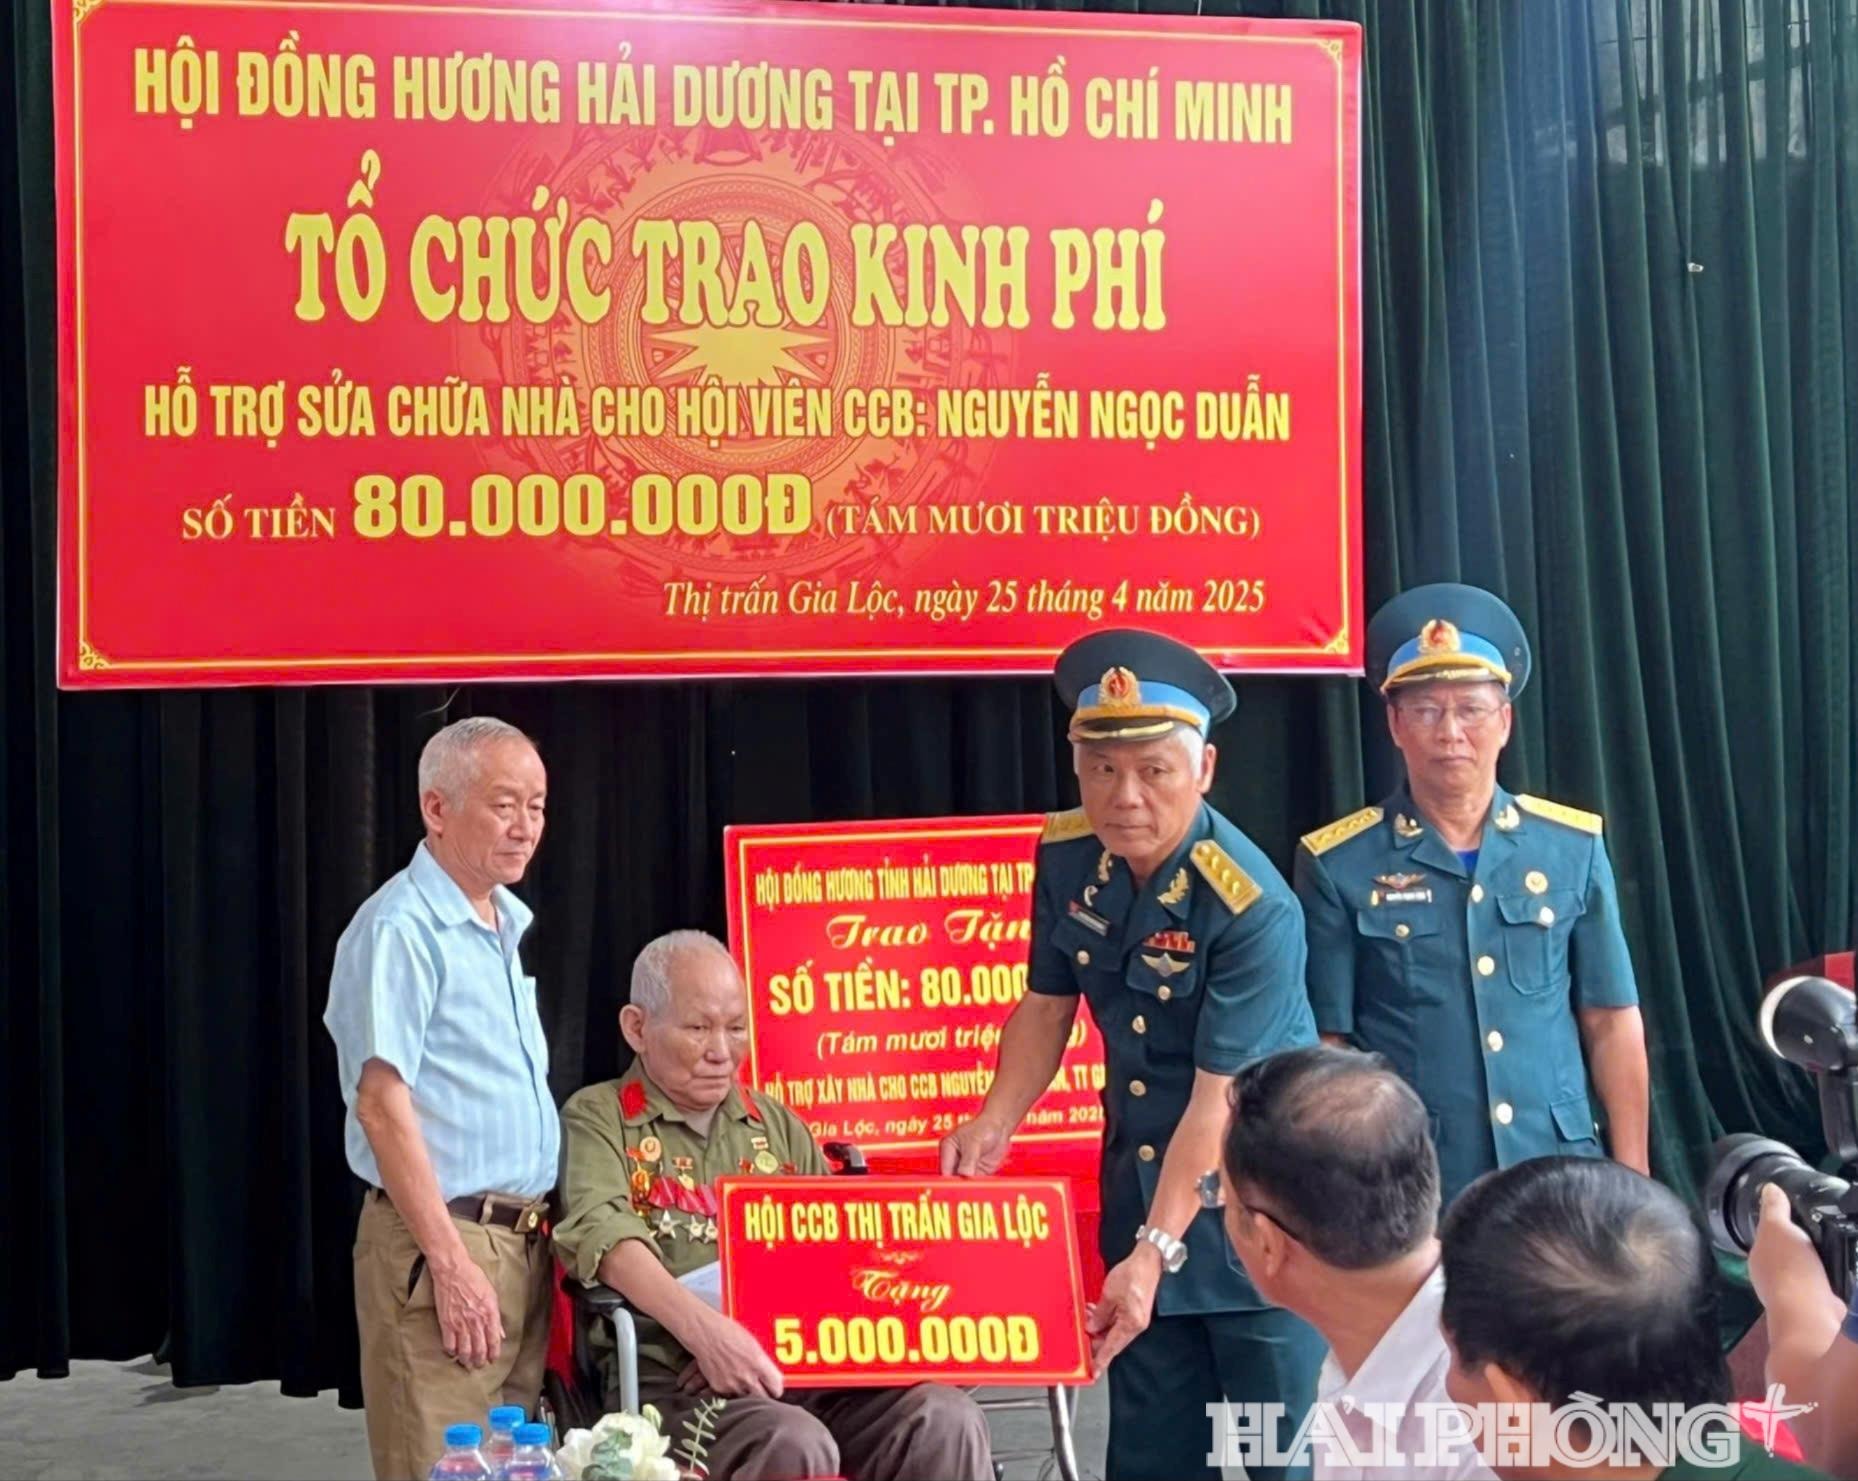 HỘI ĐỒNG HƯƠNG HẢI DƯƠNG TẠI TP. HỒ CHÍ MINH
TỔ CHỨC TRAO KINH PHÍ
HỖ TRỢ SỬA CHỮA NHÀ CHO HỘI VIÊN CCB: NGUYỄN NGỌC DUẪN
SỐ TIỀN 80.000.000Đ (TÁM MƯƠI TRIỆU ĐỒNG)
Thị trấn Gia Lộc, ngày 25 tháng 4 năm 2025
HỘI ĐỒNG HƯƠNG TỈNH HẢI DƯƠNG TẠI
Trao Tặng
SỐ TIỀN: 80.000
(Tám mươi triệu
HỖ TRỢ XÂY NHÀ CHO CCB TT
Gia Lộc, ngày 25 năm 2025
HỘI CCB THỊ TRẤN GIA LỘC
Tặng
5.000.000Đ
HẢI PHÒNG+